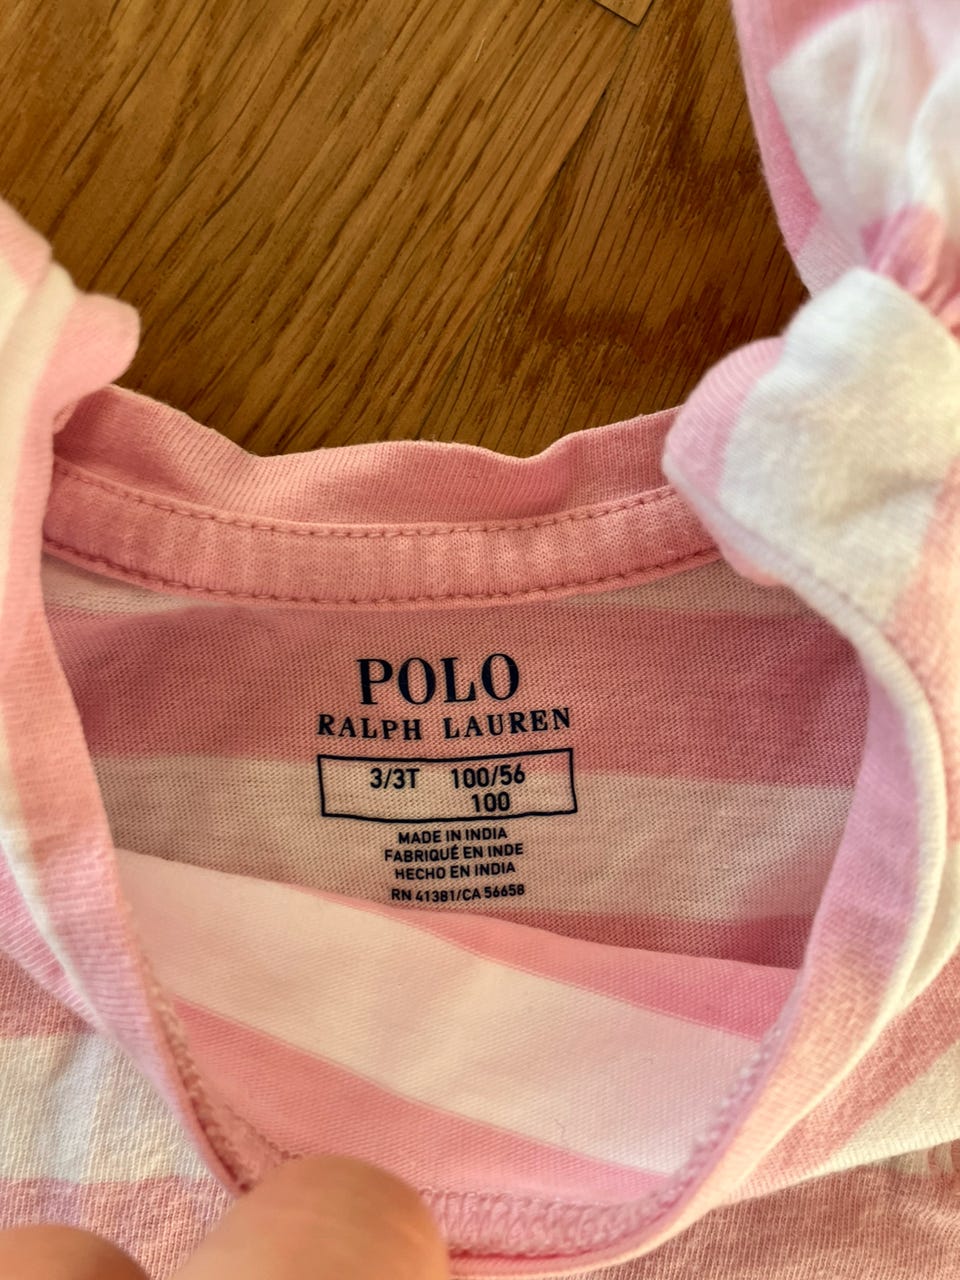 POLO
RALPH LAUREN
3/3T 100/56
100
MADE IN INDIA
FABRIQUÉ EN INDE
HECHO EN INDIA
RN 41381/CA 56658